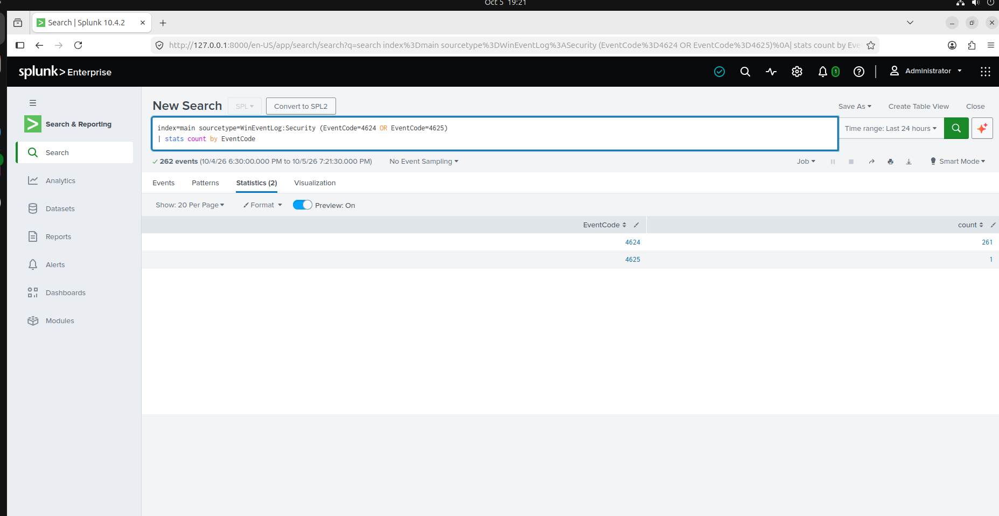 Oct 5 19:21
Search | Splunk 10.4.2
http://127.0.0.1:8000/en-US/app/search/search?q=search index%3Dmain sourcetype%3DWinEventLog%3ASecurity (EventCode%3D4624 OR EventCode%3D4625)%0A| stats count by Eve
splunk> Enterprise
1
Administrator
New Search
SPL
Convert to SPL2
Save As
Create Table View
Close
Search & Reporting
Search
Analytics
Datasets
Reports
Alerts
Dashboards
Modules
index=main sourcetype=WinEventLog:Security (EventCode=4624 OR EventCode=4625)
| stats count by EventCode
Time range: Last 24 hours
262 events (10/4/26 6:30:00.000 PM to 10/5/26 7:21:30.000 PM)
No Event Sampling
Job
Smart Mode
Events
Patterns
Statistics (2)
Visualization
Show: 20 Per Page
Format
Preview: On
EventCode
count
4624
261
4625
1